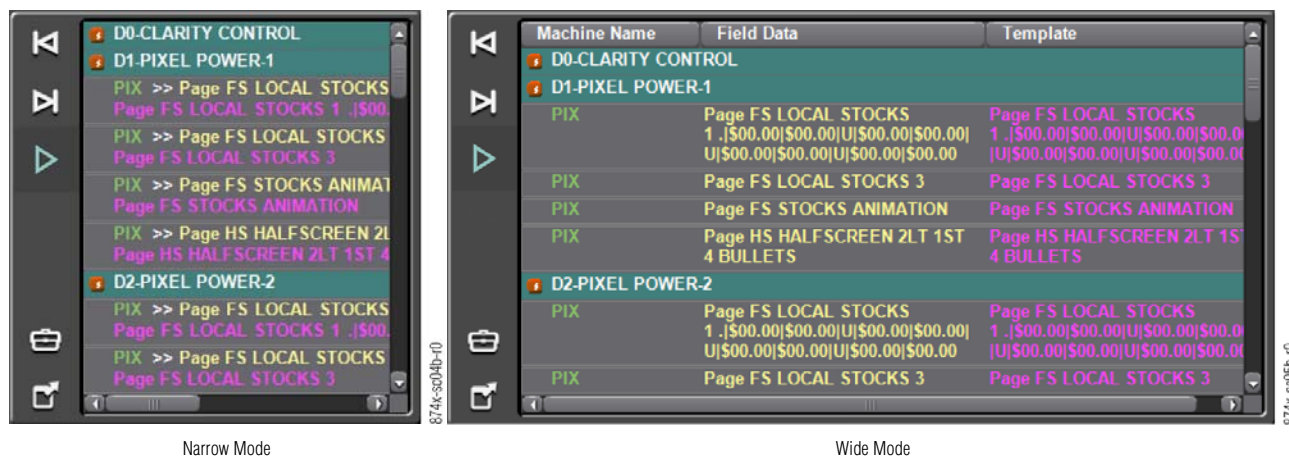 D0-CLARITY CONTROL
D1-PIXEL POWER-1
PIX >> Page FS LOCAL STOCKS
Page FS LOCAL STOCKS 1 .|$00.
PIX >> Page FS LOCAL STOCKS
Page FS LOCAL STOCKS 3
PIX >> Page FS STOCKS ANIMAT
Page FS STOCKS ANIMATION
PIX >> Page HS HALFSCREEN 2L
Page HS HALFSCREEN 2LT 1ST 4
D2-PIXEL POWER-2
PIX >> Page FS LOCAL STOCKS
Page FS LOCAL STOCKS 1 .|$00.
PIX >> Page FS LOCAL STOCKS
Page FS LOCAL STOCKS 3
874x-sc04b-r0
Narrow Mode
Machine Name Field Data Template
D0-CLARITY CONTROL
D1-PIXEL POWER-1
PIX Page FS LOCAL STOCKS Page FS LOCAL STOCKS
1 .|$00.00|$00.00|U|$00.00|$00.00| 1 .|$00.00|$00.00|U|$00.00|$00.0
U|$00.00|$00.00|U|$00.00|$00.00 |U|$00.00|$00.00|U|$00.00|$00.00
PIX Page FS LOCAL STOCKS 3 Page FS LOCAL STOCKS 3
PIX Page FS STOCKS ANIMATION Page FS STOCKS ANIMATION
PIX Page HS HALFSCREEN 2LT 1ST Page HS HALFSCREEN 2LT 1S
4 BULLETS 4 BULLETS
D2-PIXEL POWER-2
PIX Page FS LOCAL STOCKS Page FS LOCAL STOCKS
1 .|$00.00|$00.00|U|$00.00|$00.00| 1 .|$00.00|$00.00|U|$00.00|$00.0
U|$00.00|$00.00|U|$00.00|$00.00 |U|$00.00|$00.00|U|$00.00|$00.00
PIX Page FS LOCAL STOCKS 3 Page FS LOCAL STOCKS 3
Wide Mode